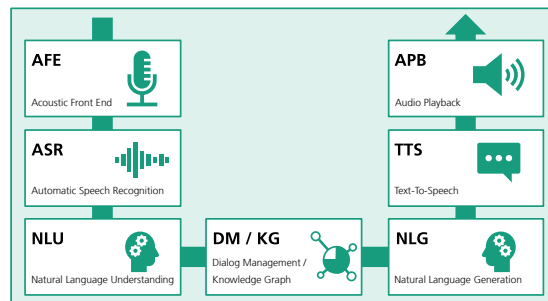 AFE
Acoustic Front End
ASR
Automatic Speech Recognition
NLU
Natural Language Understanding
DM / KG
Dialog Management /
Knowledge Graph
NLG
Natural Language Generation
TTS
Text-To-Speech
APB
Audio Playback